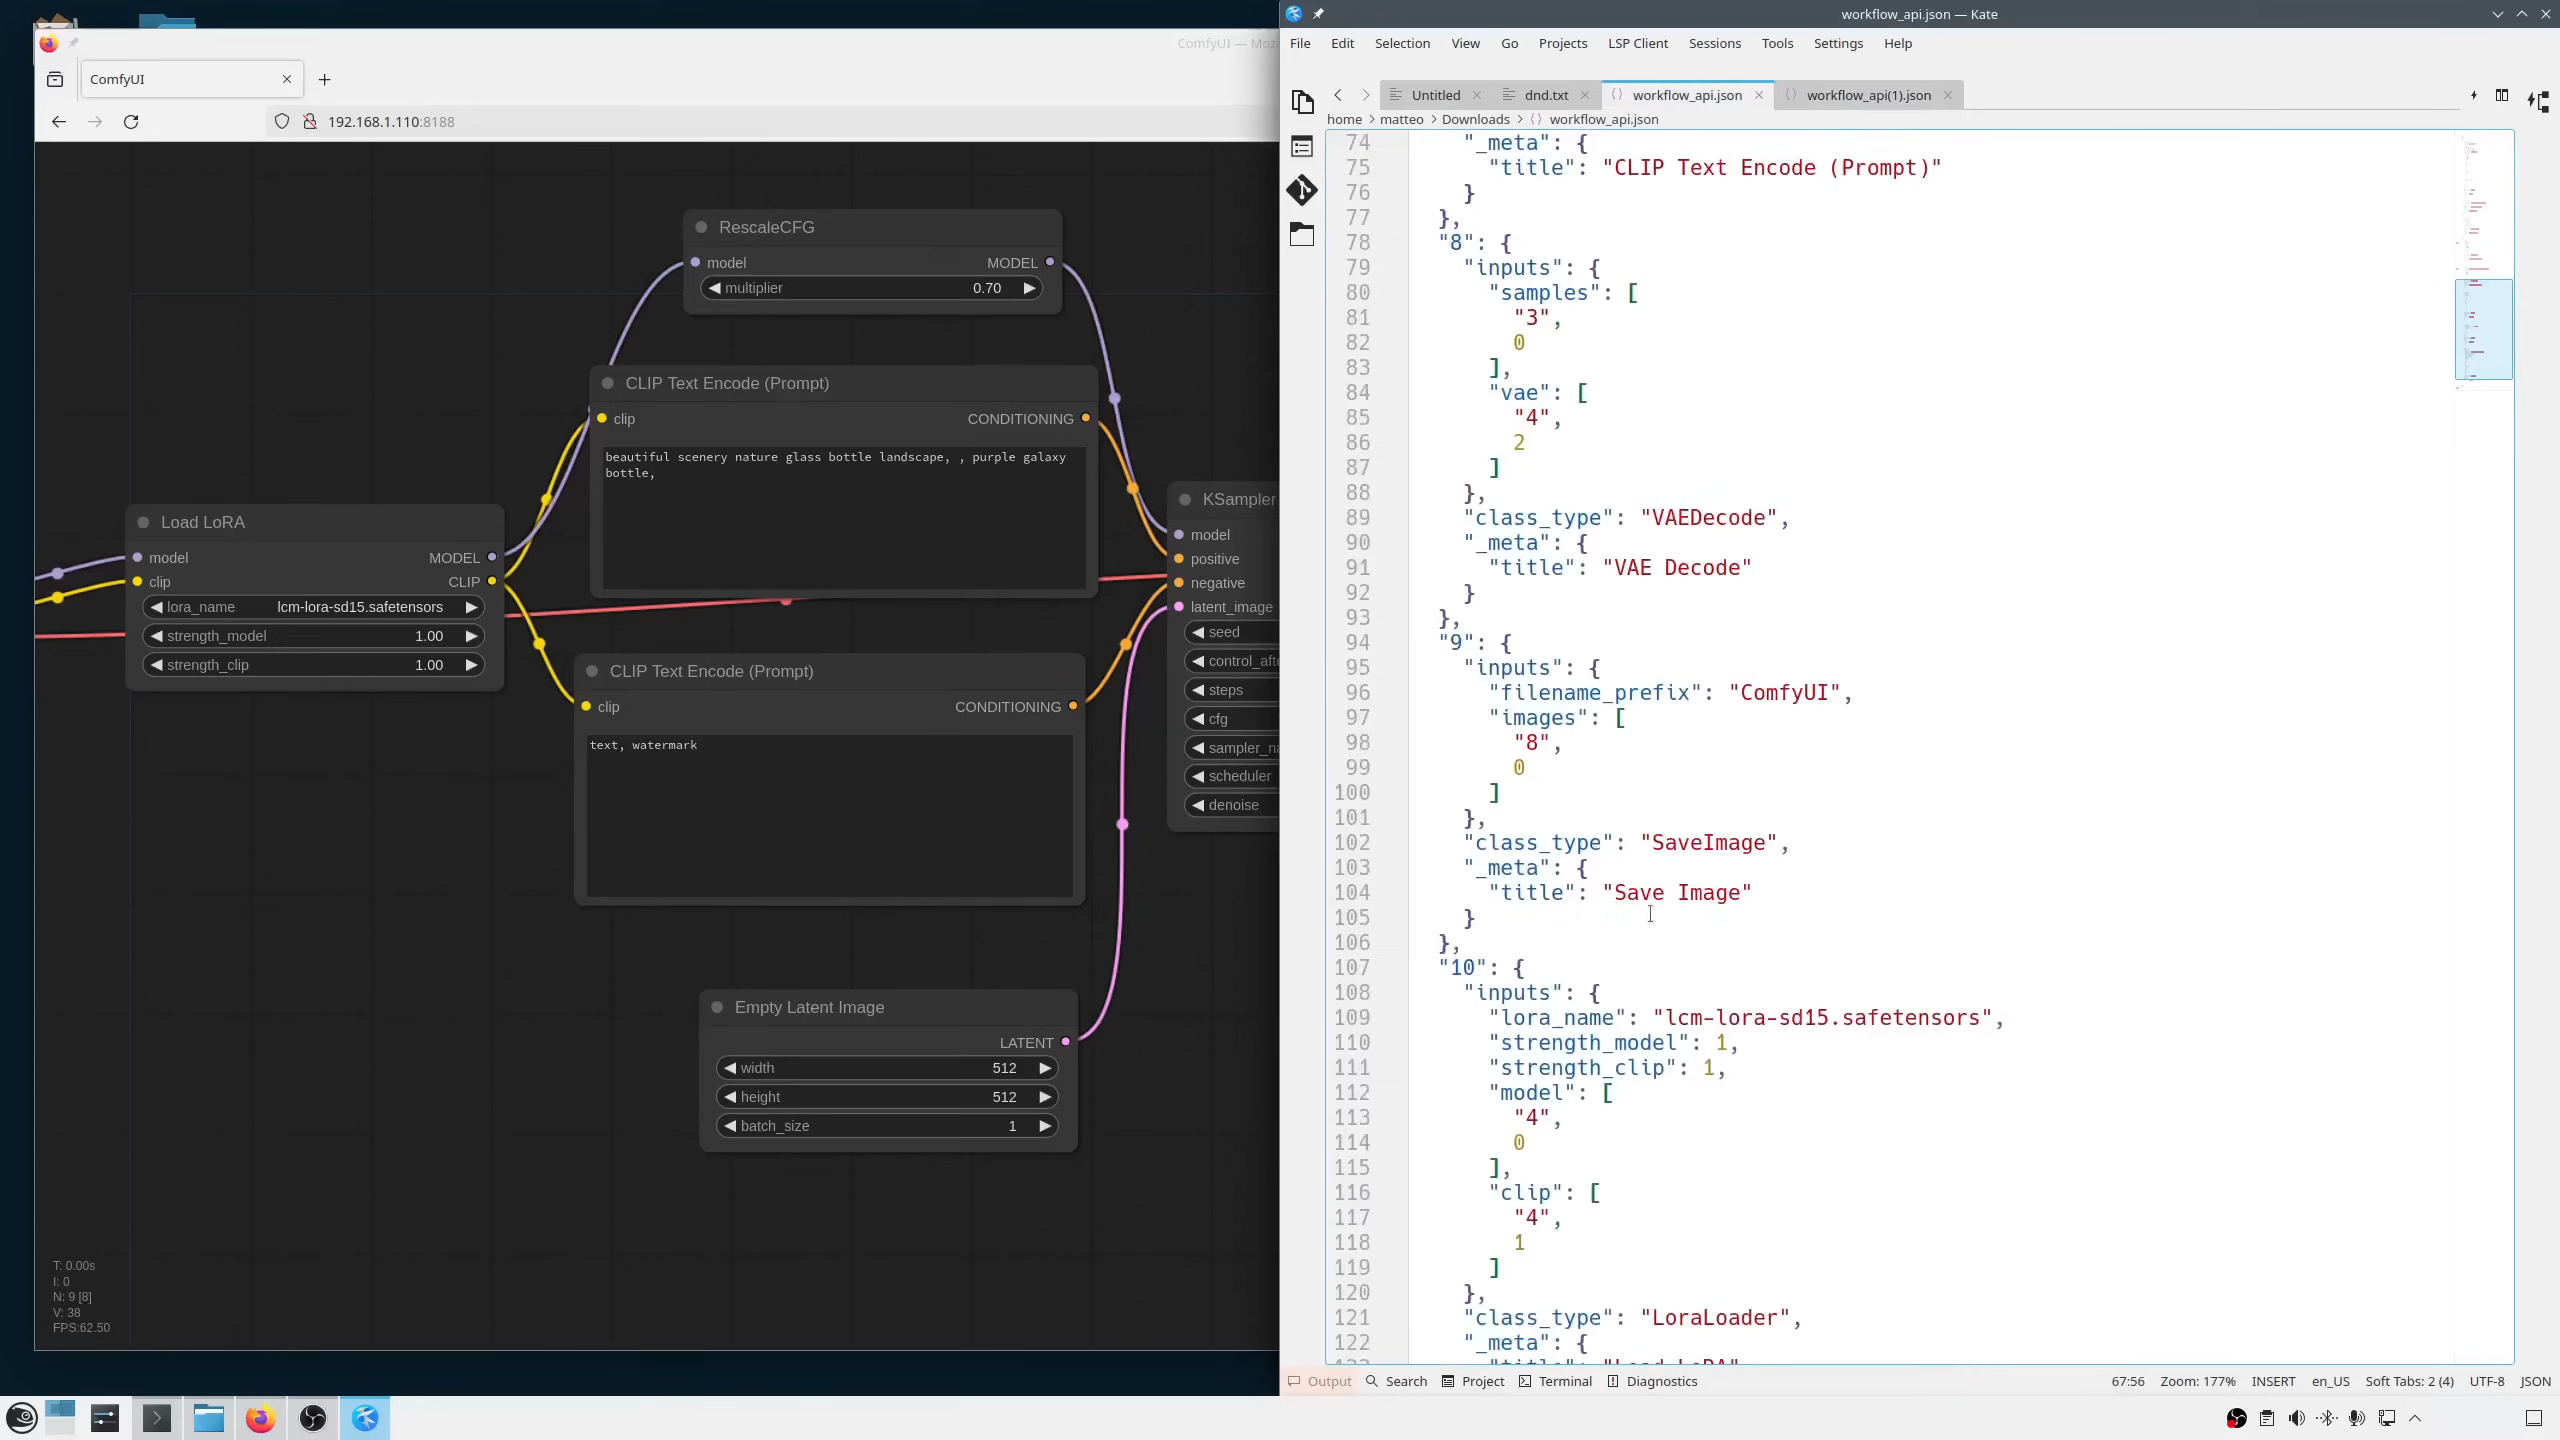 ComfyUI — Moz
ComfyUI
192.168.1.110:8188
RescaleCFG
model MODEL
multiplier 0.70
CLIP Text Encode (Prompt)
clip CONDITIONING
beautiful scenery nature glass bottle landscape, , purple galaxy
bottle,
Load LoRA
model MODEL
clip CLIP
lora_name lcm-lora-sd15.safetensors
strength_model 1.00
strength_clip 1.00
CLIP Text Encode (Prompt)
clip CONDITIONING
text, watermark
KSampler
model
positive
negative
latent_image
seed
control_afte
steps
cfg
sampler_na
scheduler
denoise
Empty Latent Image
LATENT
width 512
height 512
batch_size 1
T: 0.00s
I: 0
N: 9 [8]
V: 38
FPS:62.50
workflow_api.json — Kate
File Edit Selection View Go Projects LSP Client Sessions Tools Settings Help
Untitled dnd.txt workflow_api.json workflow_api(1).json
home > matteo > Downloads > workflow_api.json
74 "_meta": {
75 "title": "CLIP Text Encode (Prompt)"
76 }
77 },
78 "8": {
79 "inputs": {
80 "samples": [
81 "3",
82 0
83 ],
84 "vae": [
85 "4",
86 2
87 ]
88 },
89 "class_type": "VAEDecode",
90 "_meta": {
91 "title": "VAE Decode"
92 }
93 },
94 "9": {
95 "inputs": {
96 "filename_prefix": "ComfyUI",
97 "images": [
98 "8",
99 0
100 ]
101 },
102 "class_type": "SaveImage",
103 "_meta": {
104 "title": "Save Image"
105 }
106 },
107 "10": {
108 "inputs": {
109 "lora_name": "lcm-lora-sd15.safetensors",
110 "strength_model": 1,
111 "strength_clip": 1,
112 "model": [
113 "4",
114 0
115 ],
116 "clip": [
117 "4",
118 1
119 ]
120 },
121 "class_type": "LoraLoader",
122 "_meta": {
123 "title": "Load LoRA"
Output Search Project Terminal Diagnostics 67:56 Zoom: 177% INSERT en_US Soft Tabs: 2 (4) UTF-8 JSON